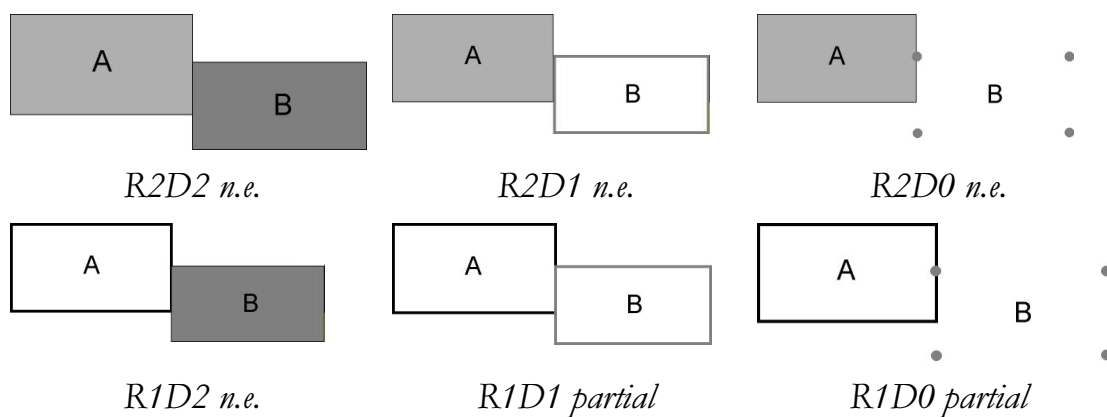 A B A B A B
R2D2 n.e. R2D1 n.e. R2D0 n.e.
A B A B A B
R1D2 n.e. R1D1 partial R1D0 partial